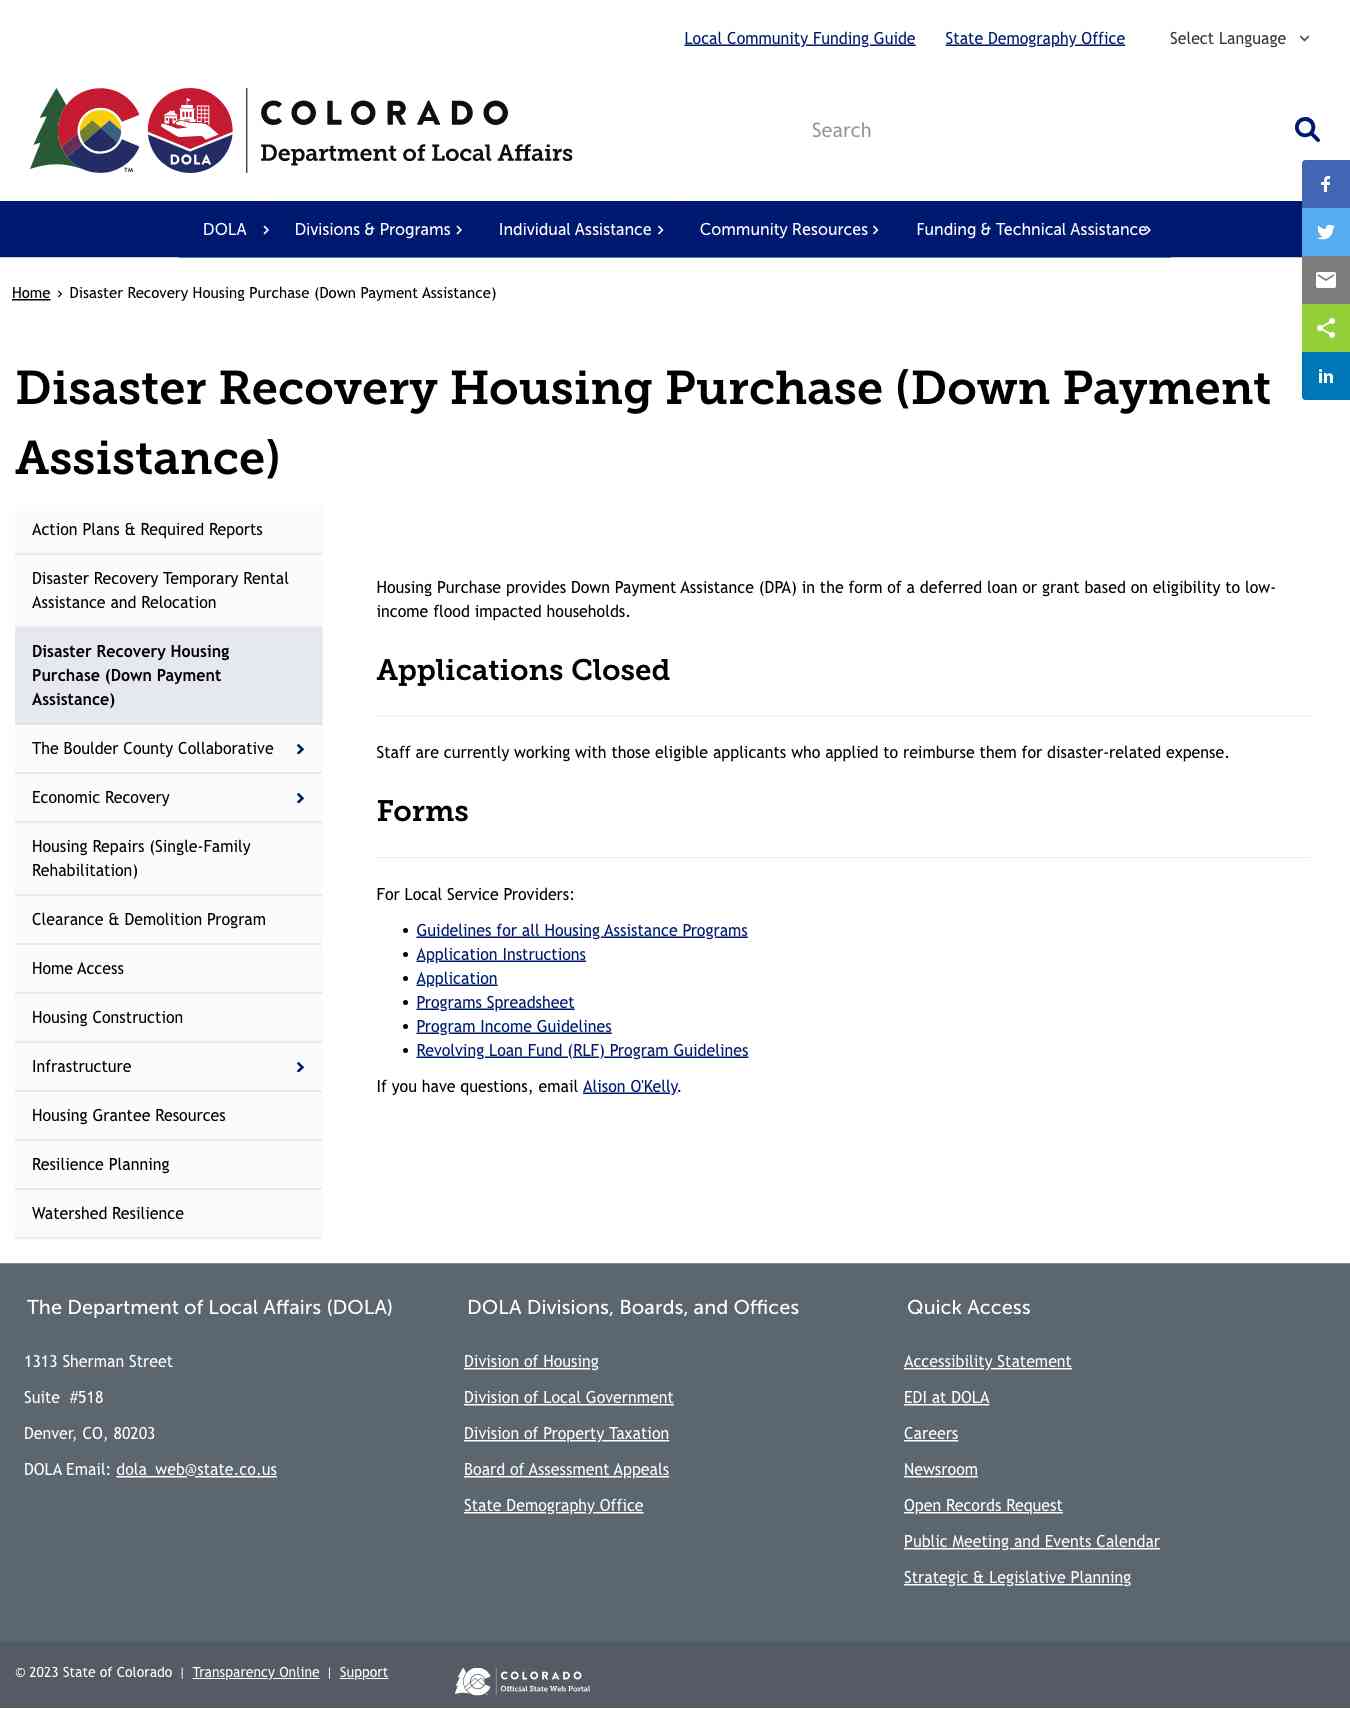 Local Community Funding Guide State Demography Office Select Language
COLORADO
Department of Local Affairs
DOLA
TM
Search
DOLA Divisions & Programs Individual Assistance Community Resources Funding & Technical Assistance
Home › Disaster Recovery Housing Purchase (Down Payment Assistance)
Disaster Recovery Housing Purchase (Down Payment
Assistance)
Action Plans & Required Reports
Disaster Recovery Temporary Rental
Assistance and Relocation
Disaster Recovery Housing
Purchase (Down Payment
Assistance)
The Boulder County Collaborative
Economic Recovery
Housing Repairs (Single-Family
Rehabilitation)
Clearance & Demolition Program
Home Access
Housing Construction
Infrastructure
Housing Grantee Resources
Resilience Planning
Watershed Resilience
Housing Purchase provides Down Payment Assistance (DPA) in the form of a deferred loan or grant based on eligibility to low-
income flood impacted households.
Applications Closed
Staff are currently working with those eligible applicants who applied to reimburse them for disaster-related expense.
Forms
For Local Service Providers:
• Guidelines for all Housing Assistance Programs
• Application Instructions
• Application
• Programs Spreadsheet
• Program Income Guidelines
• Revolving Loan Fund (RLF) Program Guidelines
If you have questions, email Alison O'Kelly.
The Department of Local Affairs (DOLA)
1313 Sherman Street
Suite #518
Denver, CO, 80203
DOLA Email: dola_web@state.co.us
DOLA Divisions, Boards, and Offices
Division of Housing
Division of Local Government
Division of Property Taxation
Board of Assessment Appeals
State Demography Office
Quick Access
Accessibility Statement
EDI at DOLA
Careers
Newsroom
Open Records Request
Public Meeting and Events Calendar
Strategic & Legislative Planning
© 2023 State of Colorado | Transparency Online | Support
COLORADO
Official State Web Portal